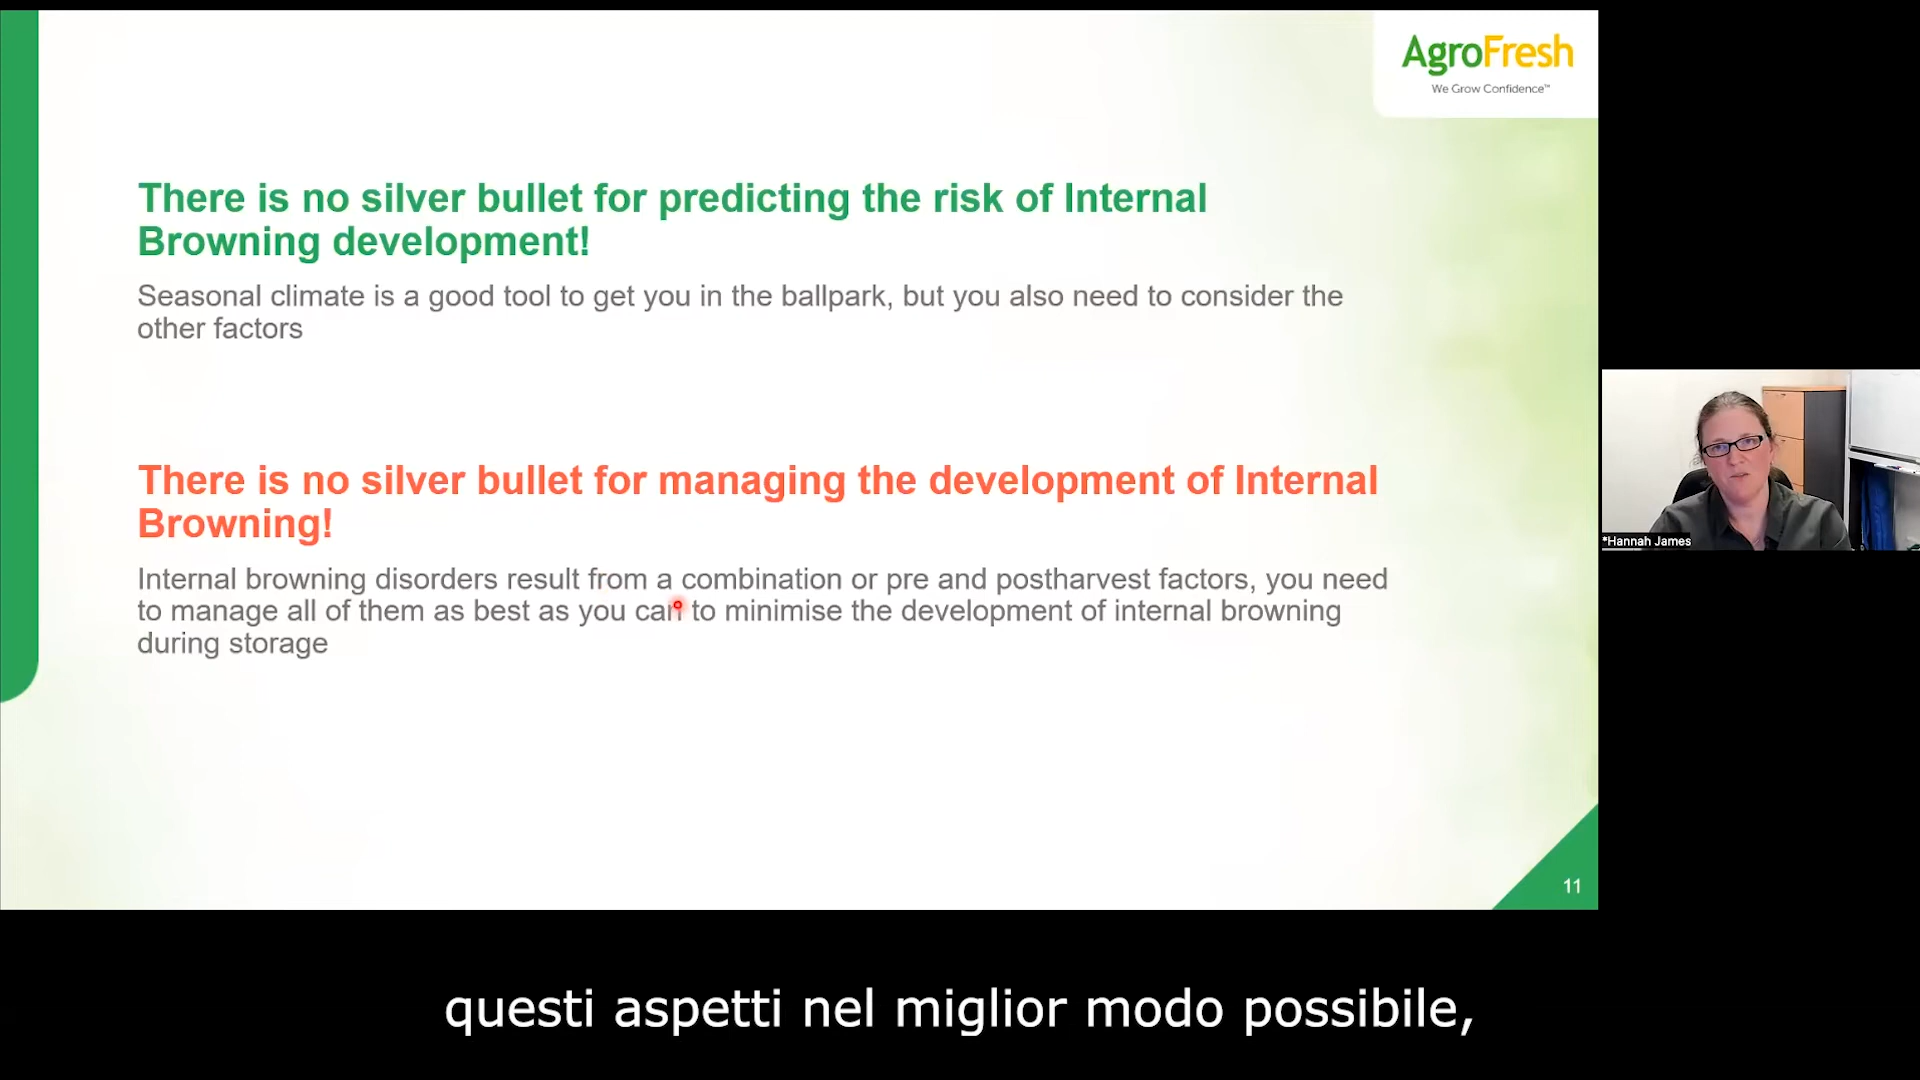 AgroFresh
We Grow Confidence™
There is no silver bullet for predicting the risk of Internal
Browning development!
Seasonal climate is a good tool to get you in the ballpark, but you also need to consider the
other factors
There is no silver bullet for managing the development of Internal
Browning!
Internal browning disorders result from a combination or pre and postharvest factors, you need
to manage all of them as best as you can to minimise the development of internal browning
during storage
*Hannah James
11
questi aspetti nel miglior modo possibile,